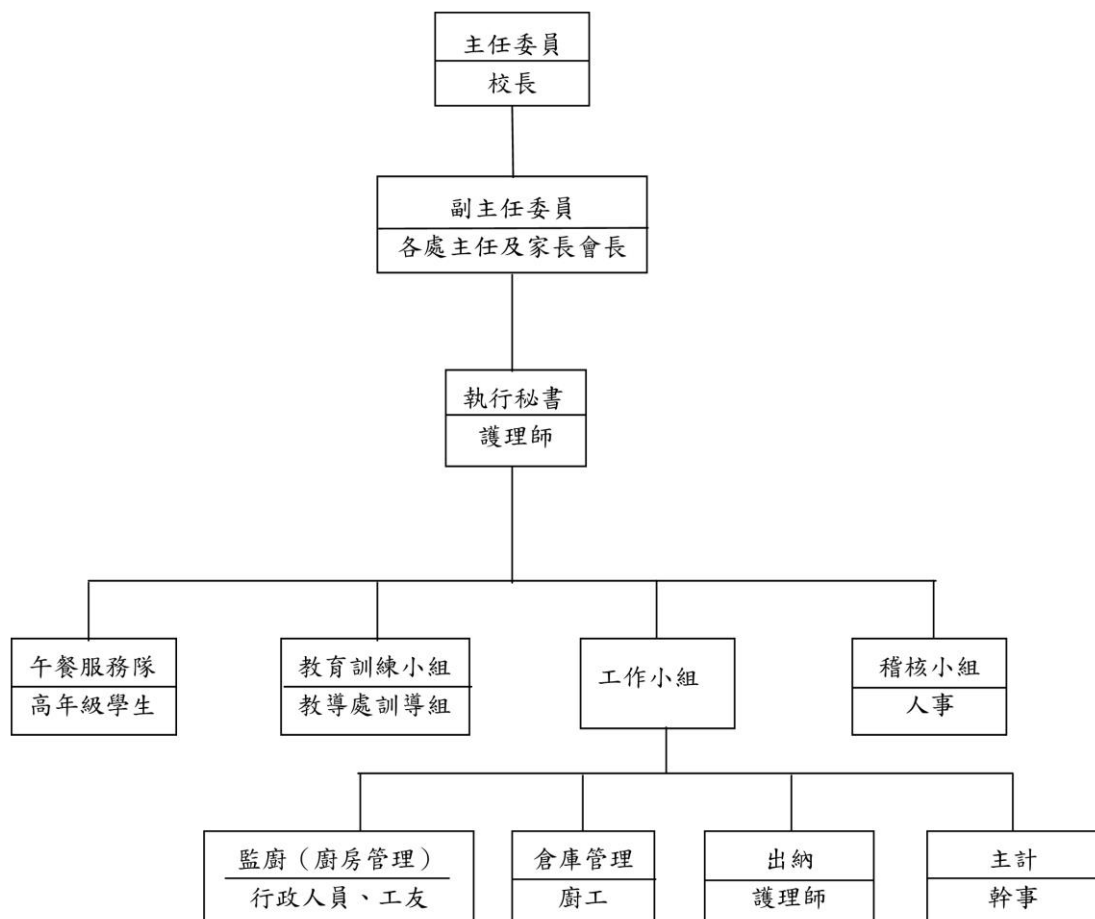 主任委員
校長
副主任委員
各處主任及家長會長
執行秘書
護理師
午餐服務隊
高年級學生
教育訓練小組
教導處訓導組
工作小組
稽核小組
人事
監廚（廚房管理）
行政人員、工友
倉庫管理
廚工
出納
護理師
主計
幹事